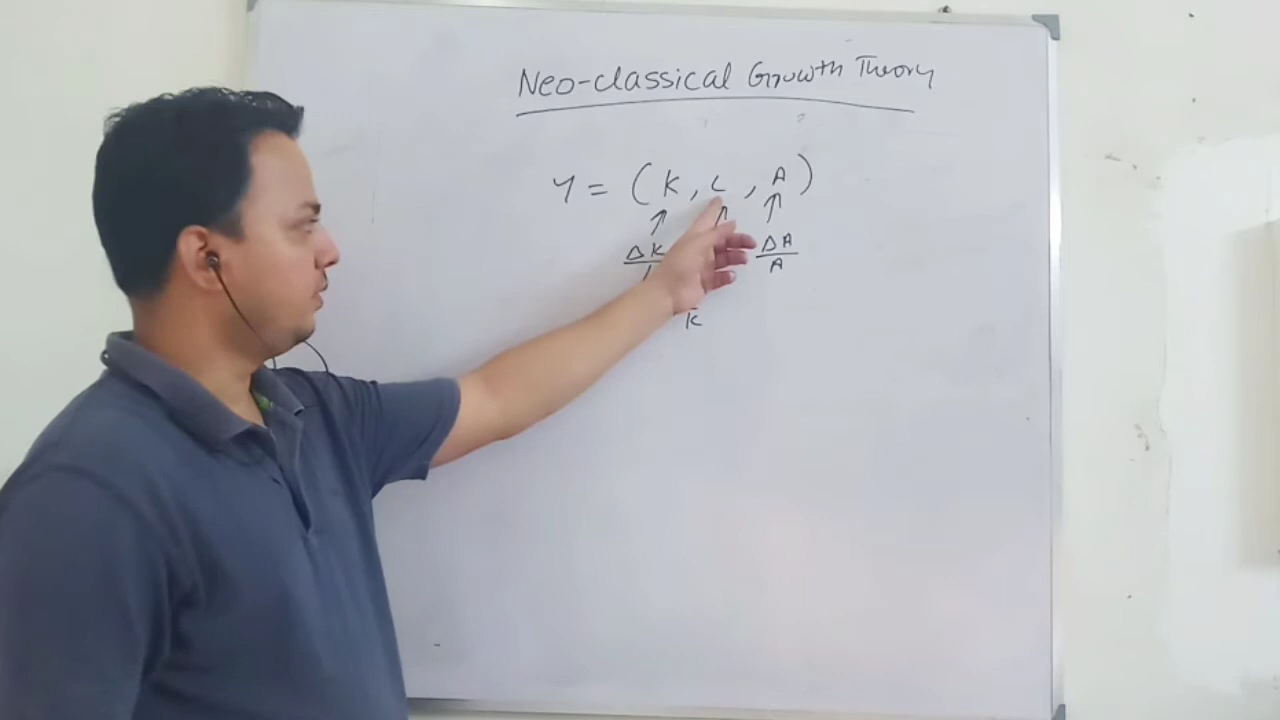 Neo-classical Growth Theory
Y = (K, L, A)
ΔK ΔA
A
K